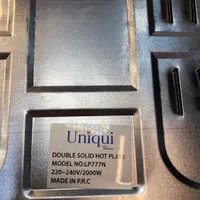 Uniqui
DOUBLE SOLID HOT PLATE
MODEL NO:LP777N
220~240V/2000W
MADE IN P.R.C